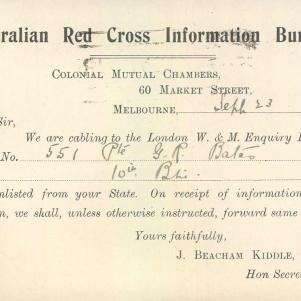 ralian Red Cross Information Bu
Colonial Mutual Chambers,
60 Market Street,
Melbourne, Sept 23
Sir,
We are cabling to the London W. & M. Enquiry
No. 551 Pte G. R. Bates
10th Bn.
nlisted from your State. On receipt of information
n, we shall, unless otherwise instructed, forward same
Yours faithfully,
J. BEACHAM KIDDLE,
Hon Secre